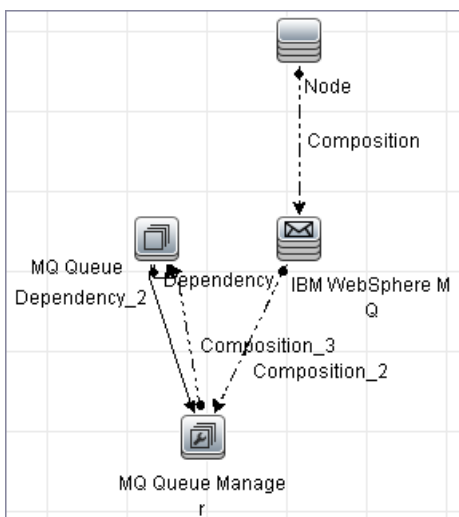 Node
Composition
MQ Queue
Dependency
IBM WebSphere M
Q
Dependency_2
Composition_3
Composition_2
MQ Queue Manage
r